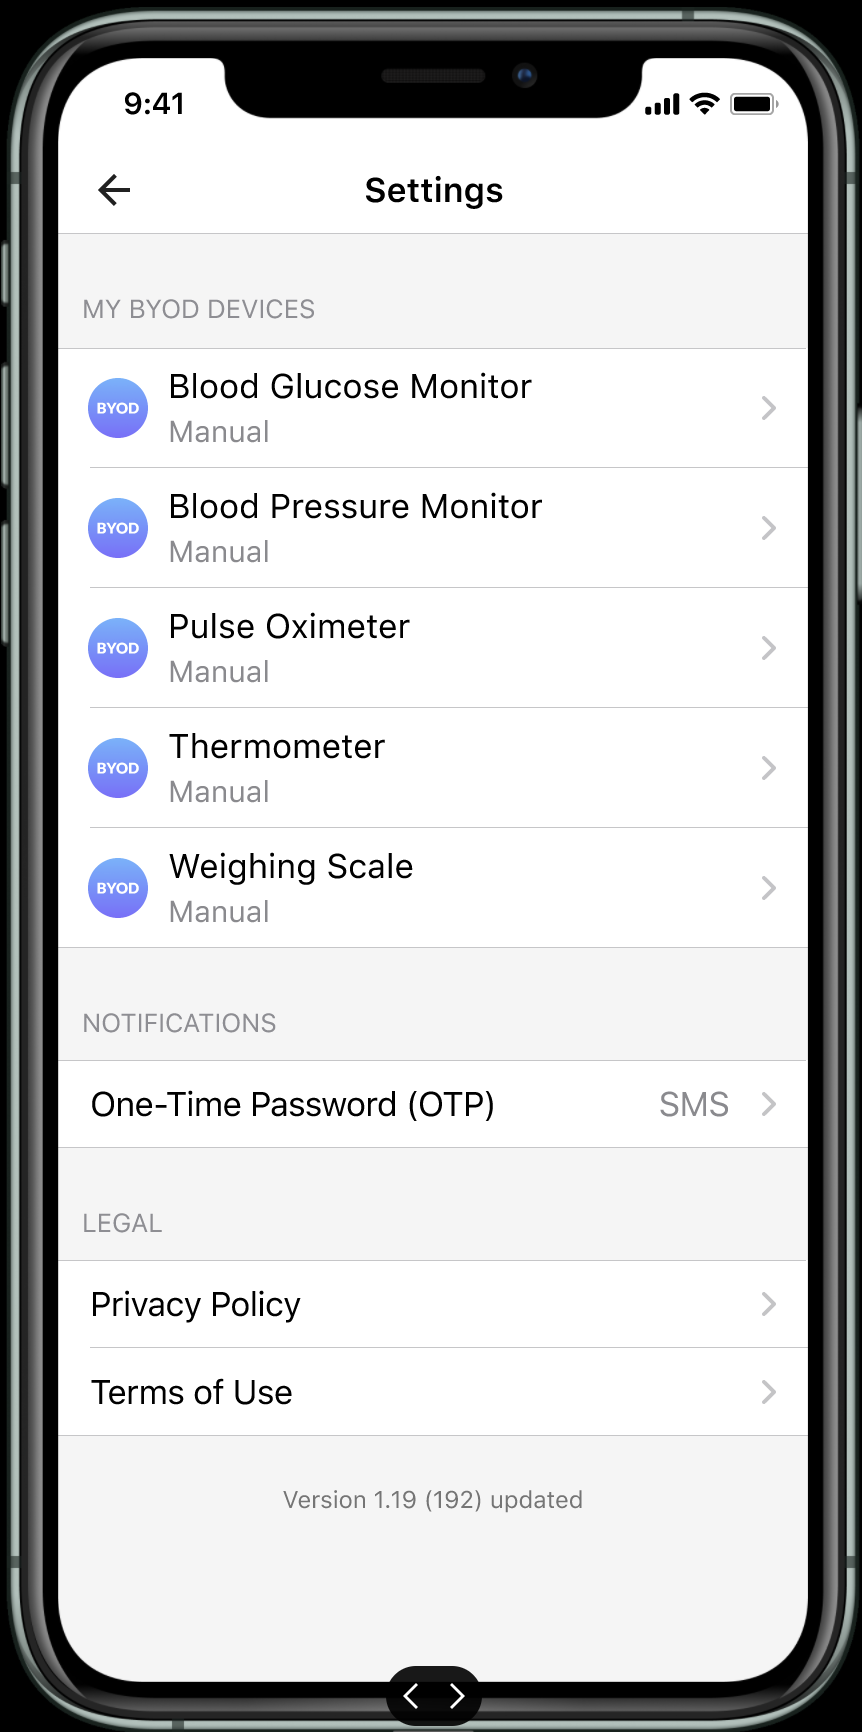 9:41
Settings
MY BYOD DEVICES
BYOD
Blood Glucose Monitor
Manual
BYOD
Blood Pressure Monitor
Manual
BYOD
Pulse Oximeter
Manual
BYOD
Thermometer
Manual
BYOD
Weighing Scale
Manual
NOTIFICATIONS
One-Time Password (OTP) SMS
LEGAL
Privacy Policy
Terms of Use
Version 1.19 (192) updated